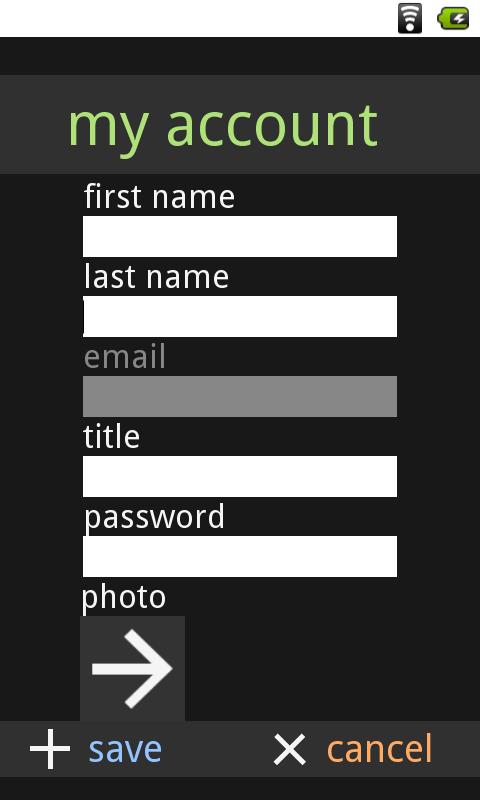 my account
first name
last name
email
title
password
photo
save cancel